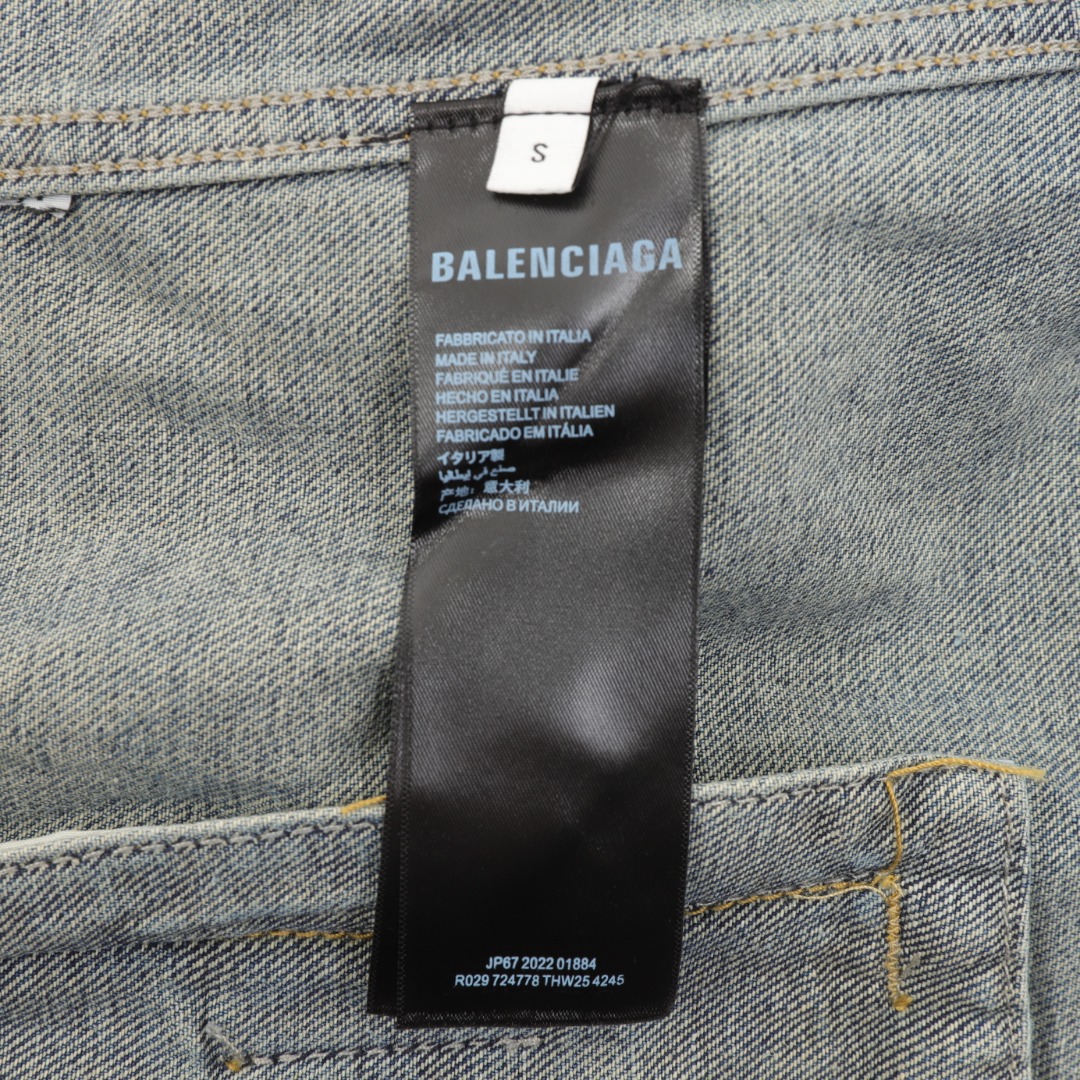 S
BALENCIAGA
FABBRICATO IN ITALIA
MADE IN ITALY
FABRIQUÉ EN ITALIE
HECHO EN ITALIA
HERGESTELLT IN ITALIEN
FABRICADO EM ITÁLIA
イタリア製
صنع في إيطاليا
产地: 意大利
СДЕЛАНО В ИТАЛИИ
JP67 2022 01884
R029 724778 THW25 4245